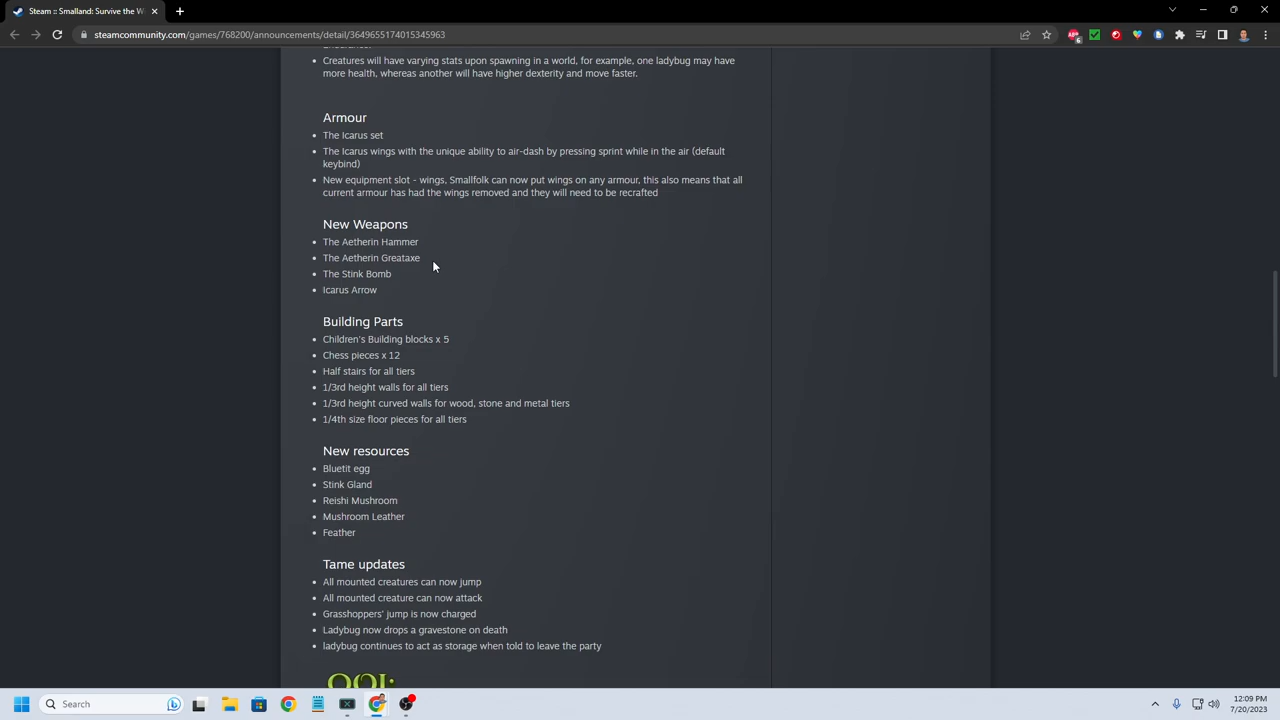 Steam :: Smalland: Survive the W
steamcommunity.com/games/768200/announcements/detail/3649655174015345963
6
Creatures will have varying stats upon spawning in a world, for example, one ladybug may have
more health, whereas another will have higher dexterity and move faster.
Armour
The Icarus set
The Icarus wings with the unique ability to air-dash by pressing sprint while in the air (default
keybind)
New equipment slot - wings, Smallfolk can now put wings on any armour, this also means that all
current armour has had the wings removed and they will need to be recrafted
New Weapons
The Aetherin Hammer
The Aetherin Greataxe
The Stink Bomb
Icarus Arrow
Building Parts
Children's Building blocks x 5
Chess pieces x 12
Half stairs for all tiers
1/3rd height walls for all tiers
1/3rd height curved walls for wood, stone and metal tiers
1/4th size floor pieces for all tiers
New resources
Bluetit egg
Stink Gland
Reishi Mushroom
Mushroom Leather
Feather
Tame updates
All mounted creatures can now jump
All mounted creature can now attack
Grasshoppers' jump is now charged
Ladybug now drops a gravestone on death
ladybug continues to act as storage when told to leave the party
Search
12:09 PM
7/20/2023